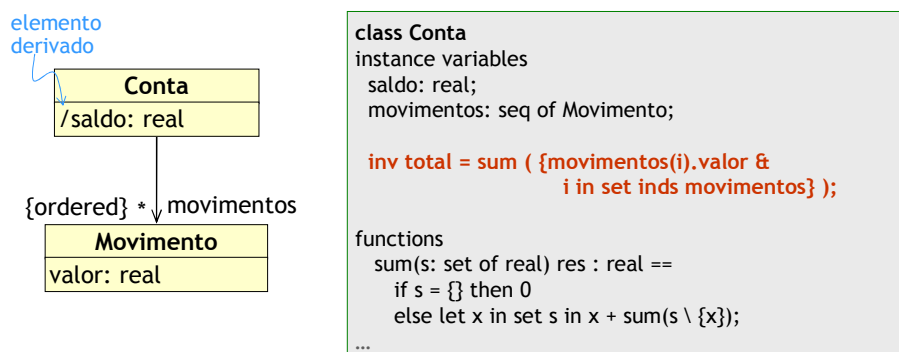 elemento
derivado
Conta
/saldo: real
{ordered} * movimentos
Movimento
valor: real
class Conta
instance variables
saldo: real;
movimentos: seq of Movimento;
inv total = sum ( {movimentos(i).valor &
i in set inds movimentos} );
functions
sum(s: set of real) res : real ==
if s = {} then 0
else let x in set s in x + sum(s \ {x});
...